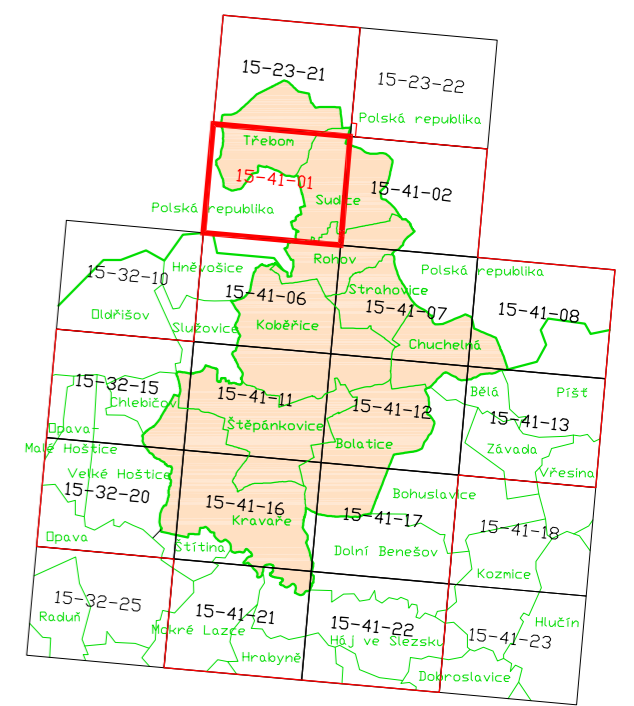 15-23-21
15-23-22
Polská republika
Třebom
15-41-01
15-41-02
Sudice
Polská republika
Rohov
Hněvošice
Polská republika
15-32-10
Strahovice
15-41-06
15-41-07
15-41-08
Oldřišov
Služovice
Kobeřice
Chuchelná
15-32-15
15-41-11
Bělá
Píšť
Chlebičov
15-41-12
15-41-13
Opava-
Štěpánkovice
Malé Hoštice
Bolatice
Závada
Velké Hoštice
Vřesina
15-32-20
15-41-16
Bohuslavice
Kravaře
15-41-17
15-41-18
Opava
Štítina
Dolní Benešov
Kozmice
15-32-25
15-41-21
Raduň
Mokré Lazce
15-41-22
Hlučín
Háj ve Slezsku
15-41-23
Hrabyně
Dobroslavice